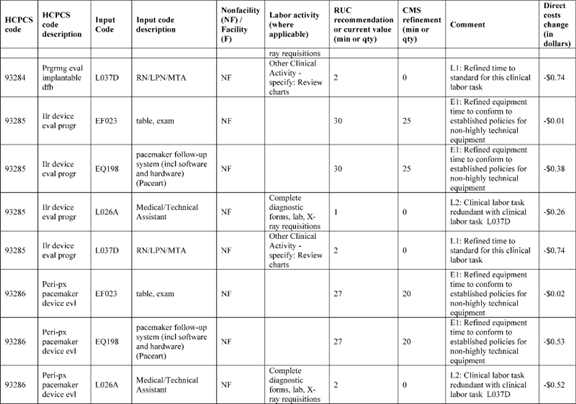 HCPCS code | HCPCS code description | Input Code | Input code description | Nonfacility (NF) / Facility (F) | Labor activity (where applicable) | RUC recommendation or current value (min or qty) | CMS refinement (min or qty) | Comment | Direct costs change (in dollars)
ray requisitions
93284 | Prgrmg eval implantable dfb | L037D | RN/LPN/MTA | NF | Other Clinical Activity - specify: Review charts | 2 | 0 | L1: Refined time to standard for this clinical labor task | -$0.74
93285 | Ilr device eval progr | EF023 | table, exam | NF | 30 | 25 | E1: Refined equipment time to conform to established policies for non-highly technical equipment | -$0.01
93285 | Ilr device eval progr | EQ198 | pacemaker follow-up system (incl software and hardware) (Paceart) | NF | 30 | 25 | E1: Refined equipment time to conform to established policies for non-highly technical equipment | -$0.38
93285 | Ilr device eval progr | L026A | Medical/Technical Assistant | NF | Complete diagnostic forms, lab, X-ray requisitions | 1 | 0 | L2: Clinical labor task redundant with clinical labor task L037D | -$0.26
93285 | Ilr device eval progr | L037D | RN/LPN/MTA | NF | Other Clinical Activity - specify: Review charts | 2 | 0 | L1: Refined time to standard for this clinical labor task | -$0.74
93286 | Peri-px pacemaker device evl | EF023 | table, exam | NF | 27 | 20 | E1: Refined equipment time to conform to established policies for non-highly technical equipment | -$0.02
93286 | Peri-px pacemaker device evl | EQ198 | pacemaker follow-up system (incl software and hardware) (Paceart) | NF | 27 | 20 | E1: Refined equipment time to conform to established policies for non-highly technical equipment | -$0.53
93286 | Peri-px pacemaker device evl | L026A | Medical/Technical Assistant | NF | Complete diagnostic forms, lab, X-ray requisitions | 2 | 0 | L2: Clinical labor task redundant with clinical labor task L037D | -$0.52